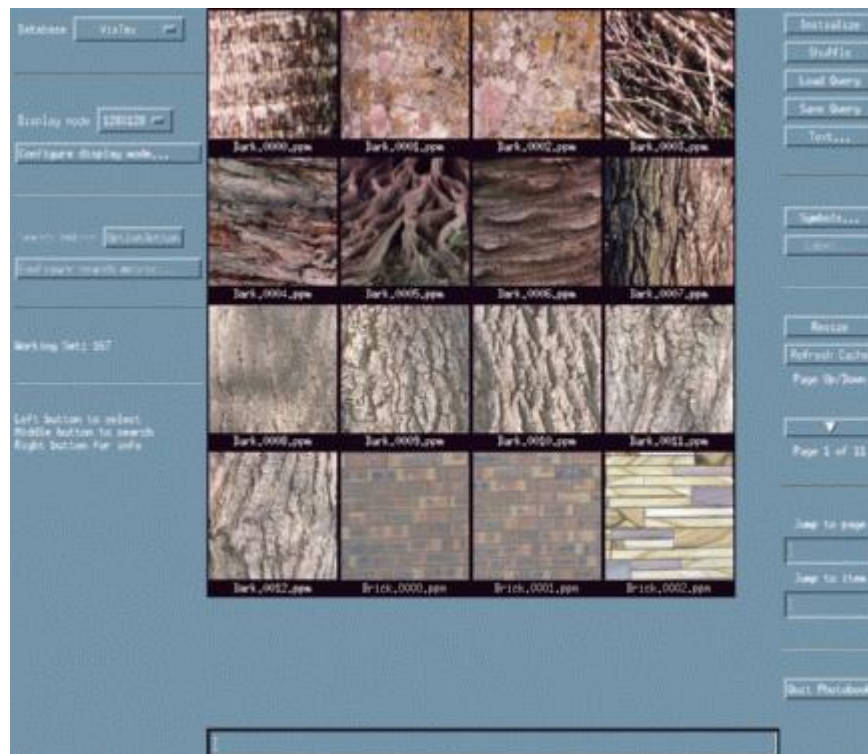 Database VisTex
Display mode 128x128
Configure display mode...
Configure search metric...
Working Set: 167
Left button to select
Middle button to search
Right button for info
Bark.0000.ppm Bark.0001.ppm Bark.0002.ppm Bark.0003.ppm
Bark.0004.ppm Bark.0005.ppm Bark.0006.ppm Bark.0007.ppm
Bark.0008.ppm Bark.0009.ppm Bark.0010.ppm Bark.0011.ppm
Bark.0012.ppm Brick.0000.ppm Brick.0001.ppm Brick.0002.ppm
Initialize
Shuffle
Load Query
Save Query
Text...
Symbols...
Resize
Refresh Cache
Page Up/Down
Page 1 of 11
Jump to page
Jump to item
Quit Photobook